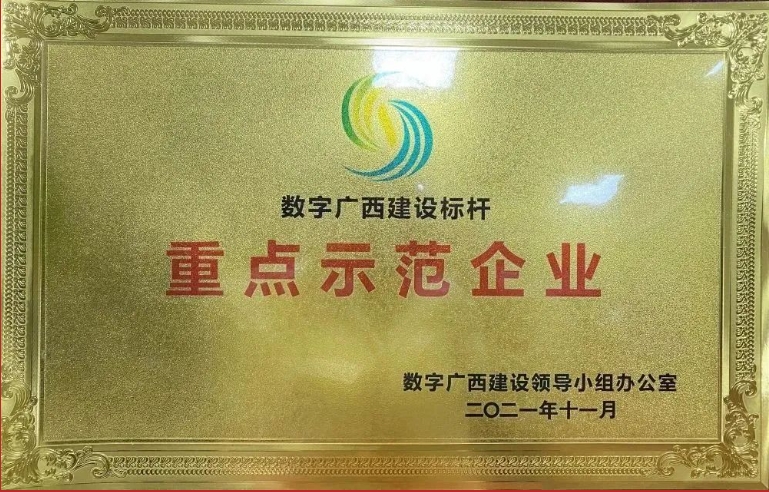 数字广西建设标杆
重点示范企业
数字广西建设领导小组办公室
二〇二一年十一月